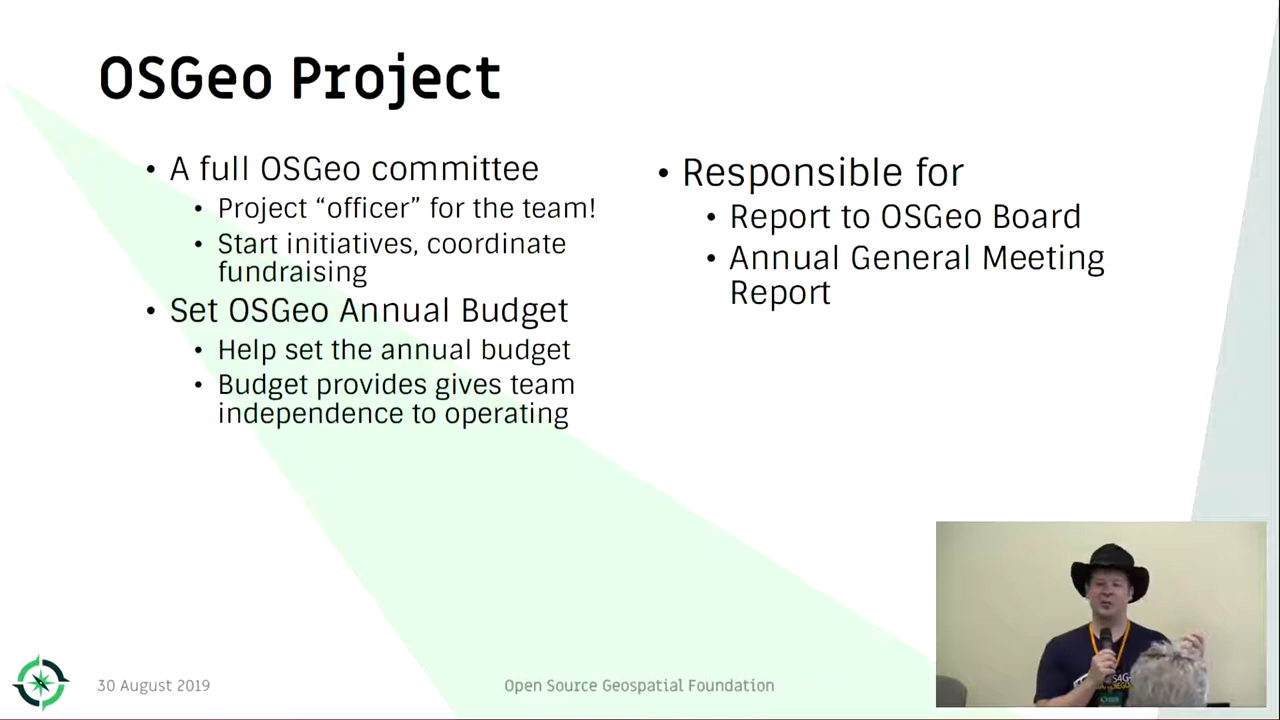 OSGeo Project
• A full OSGeo committee
• Project “officer” for the team!
• Start initiatives, coordinate
fundraising
• Set OSGeo Annual Budget
• Help set the annual budget
• Budget provides gives team
independence to operating
• Responsible for
• Report to OSGeo Board
• Annual General Meeting
Report
30 August 2019
Open Source Geospatial Foundation